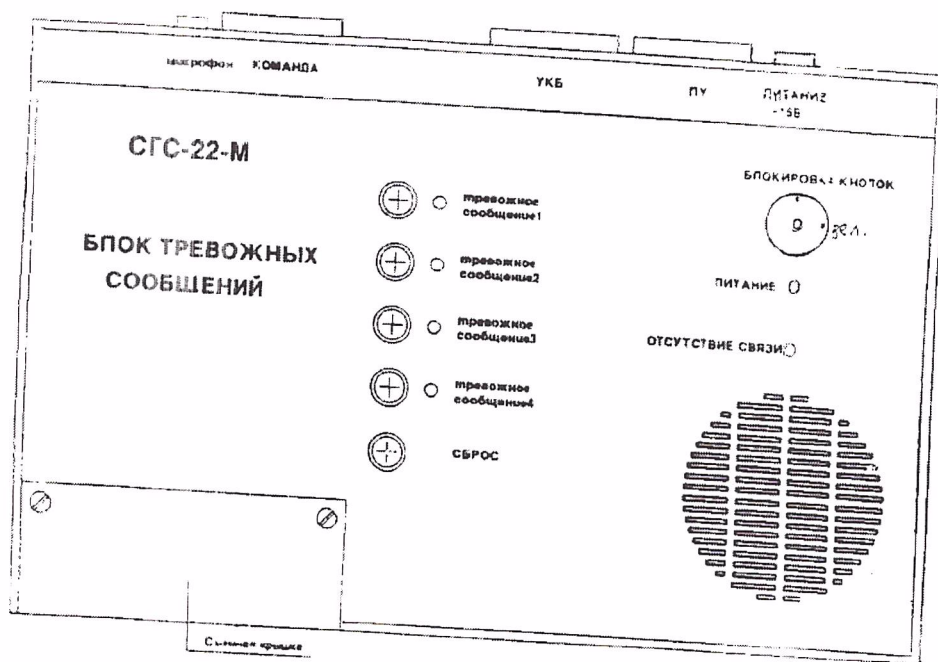 микрофон КОМАНДА УКБ ПУ ПИТАНИЕ
СГС-22-М
БЛОКИРОВКА КНОПОК
тревожное
сообщение1
зел.
БЛОК ТРЕВОЖНЫХ
СООБЩЕНИЙ
тревожное
сообщение2
ПИТАНИЕ
тревожное
сообщение3
ОТСУТСТВИЕ СВЯЗИ
тревожное
сообщение4
СБРОС
Съемная крышка